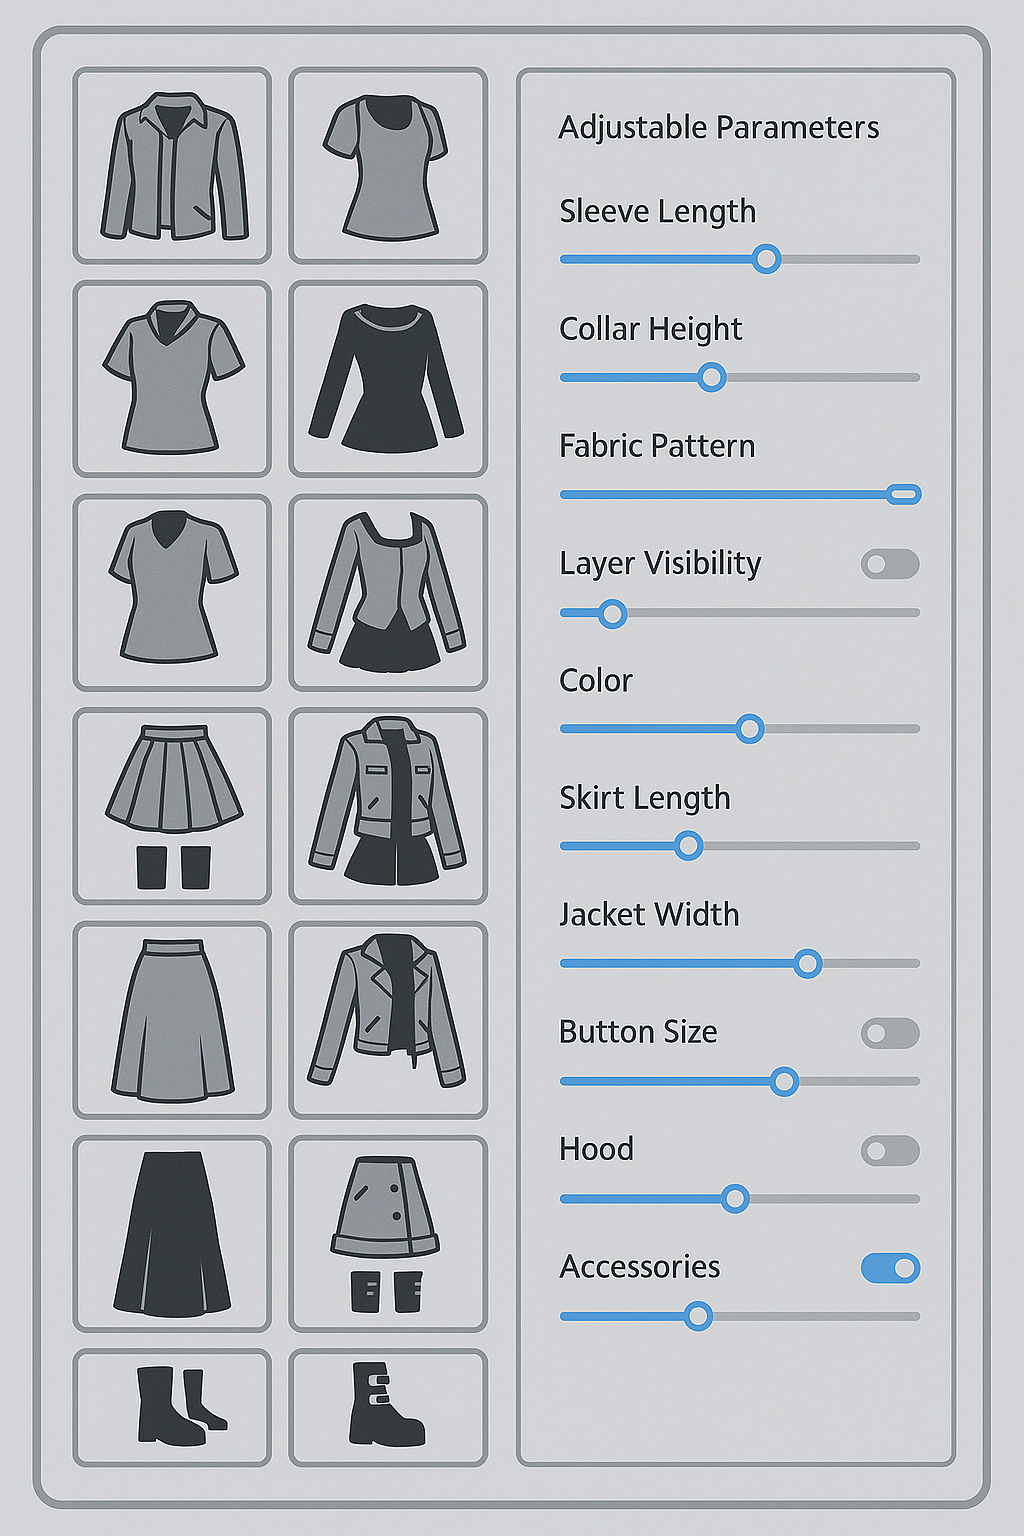 Adjustable Parameters
Sleeve Length
Collar Height
Fabric Pattern
Layer Visibility
Color
Skirt Length
Jacket Width
Button Size
Hood
Accessories